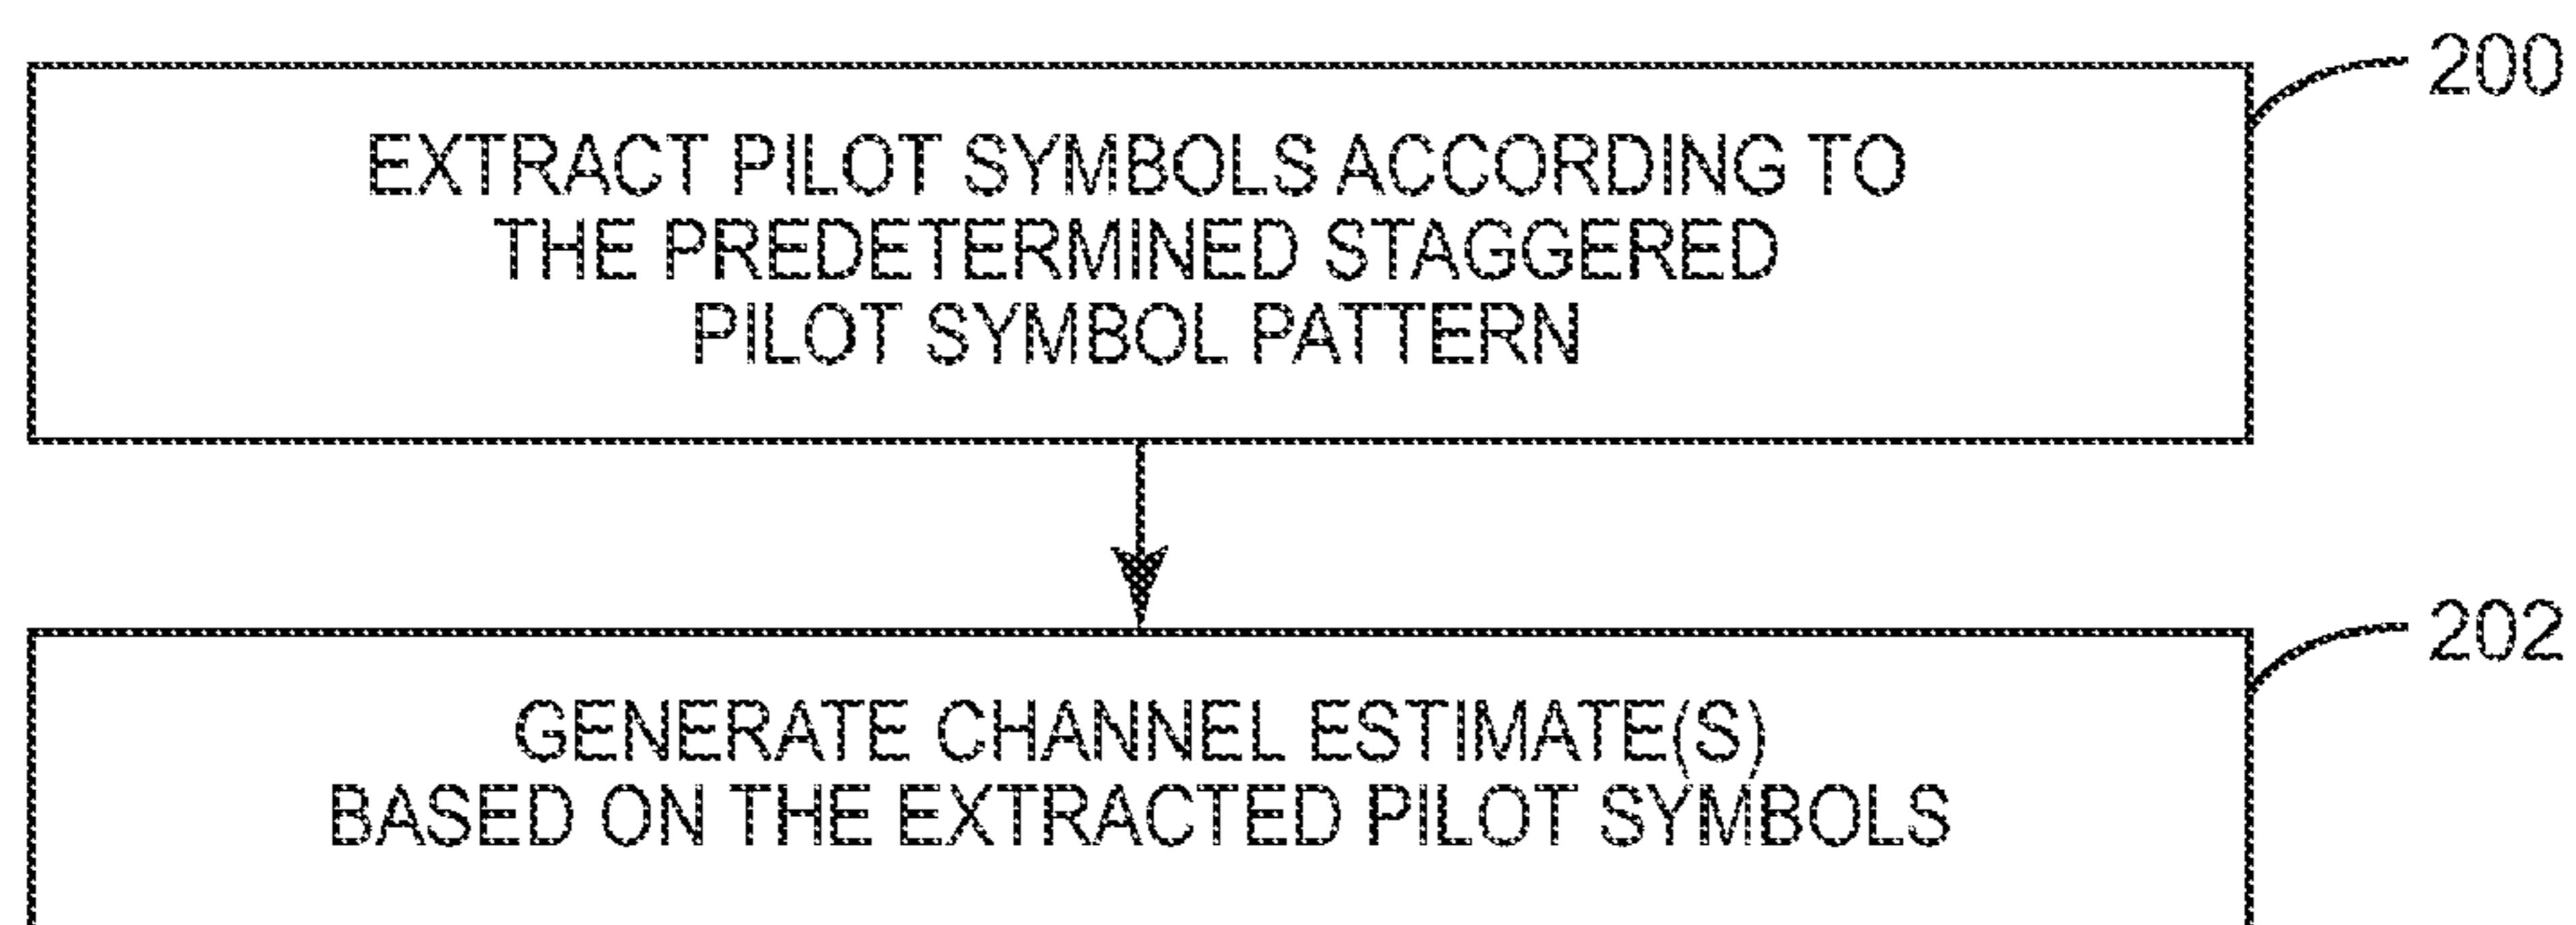 200
EXTRACT PILOT SYMBOLS ACCORDING TO
THE PREDETERMINED STAGGERED
PILOT SYMBOL PATTERN
202
GENERATE CHANNEL ESTIMATE(S)
BASED ON THE EXTRACTED PILOT SYMBOLS